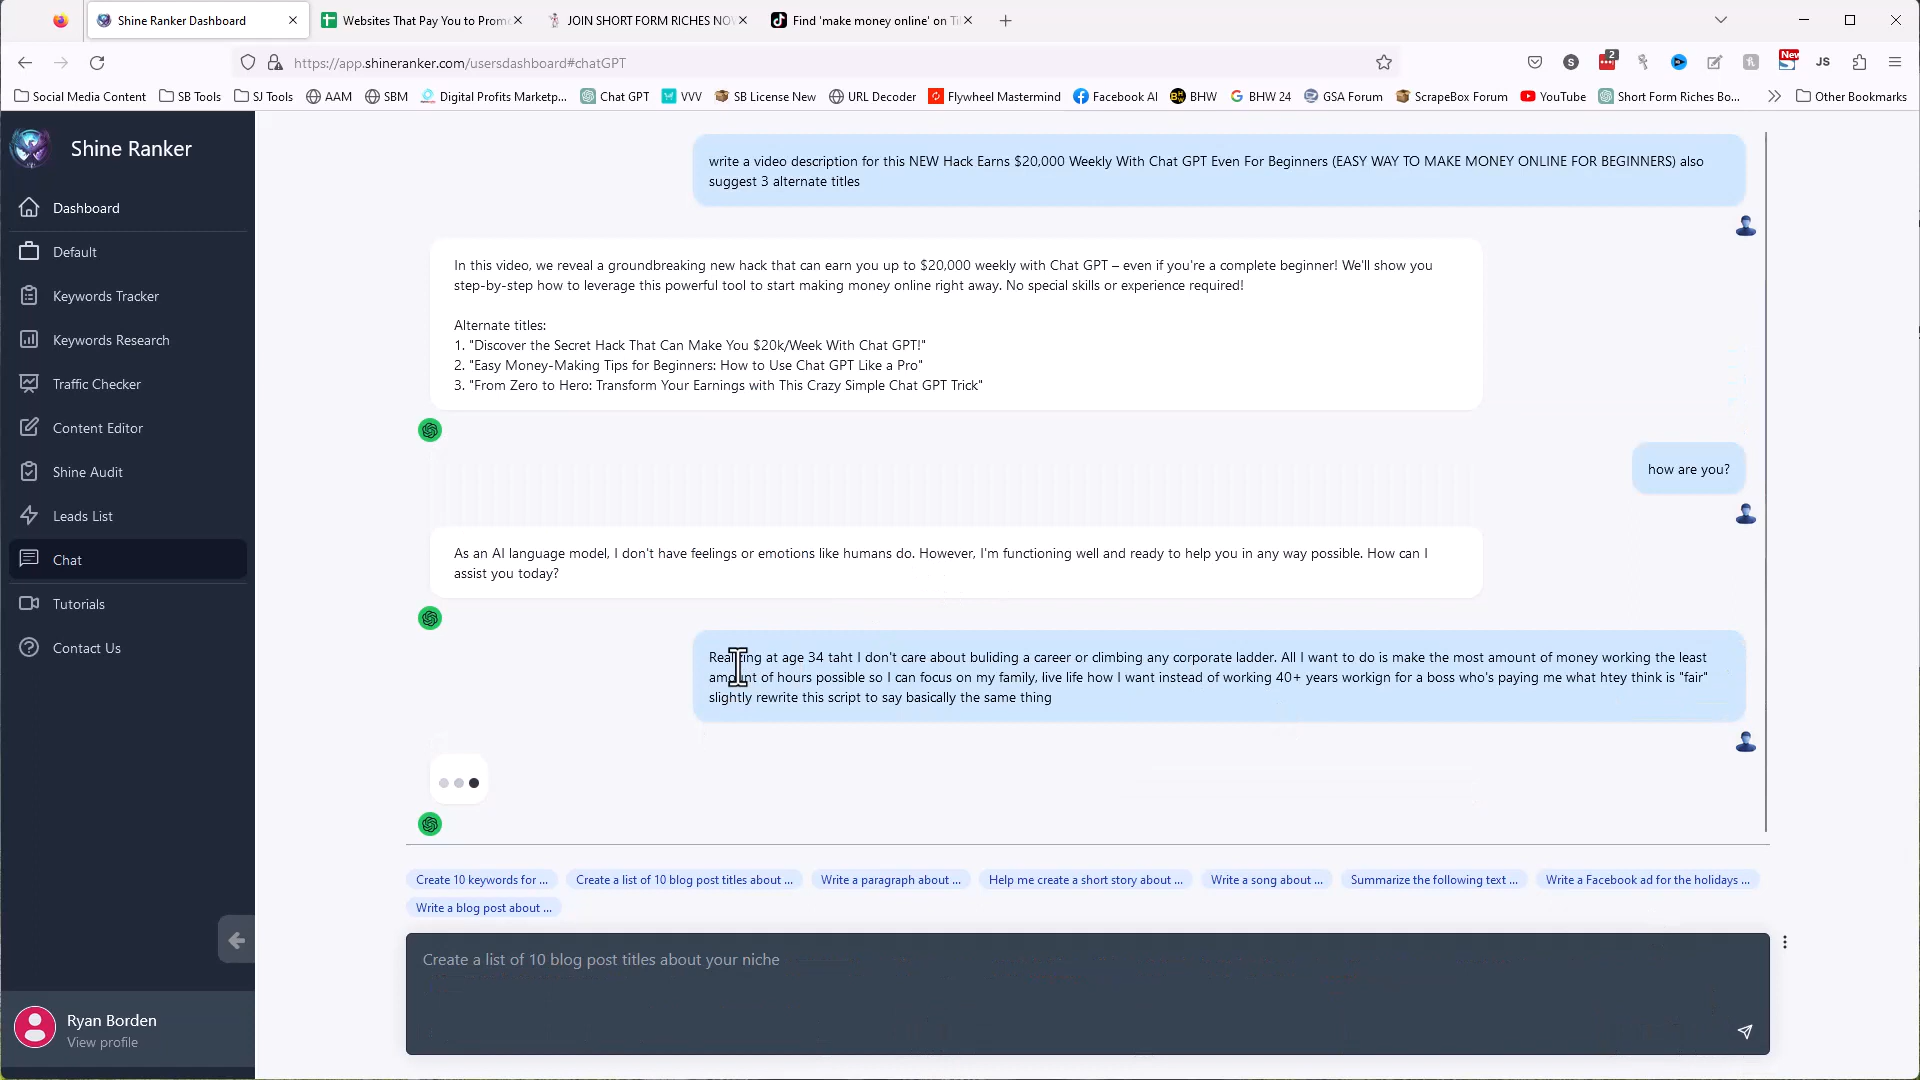 Shine Ranker Dashboard
Websites That Pay You to Promo
JOIN SHORT FORM RICHES NOW
Find 'make money online' on Ti
https://app.shineranker.com/usersdashboard#chatGPT
S
2
New
JS
Social Media Content
SB Tools
SJ Tools
AAM
SBM
Digital Profits Marketp...
Chat GPT
VVV
SB License New
URL Decoder
Flywheel Mastermind
Facebook AI
BHW
BHW 24
GSA Forum
ScrapeBox Forum
YouTube
Short Form Riches Bo...
Other Bookmarks
Shine Ranker
Dashboard
Default
Keywords Tracker
Keywords Research
Traffic Checker
Content Editor
Shine Audit
Leads List
Chat
Tutorials
Contact Us
Ryan Borden
View profile
write a video description for this NEW Hack Earns $20,000 Weekly With Chat GPT Even For Beginners (EASY WAY TO MAKE MONEY ONLINE FOR BEGINNERS) also
suggest 3 alternate titles
In this video, we reveal a groundbreaking new hack that can earn you up to $20,000 weekly with Chat GPT – even if you're a complete beginner! We'll show you
step-by-step how to leverage this powerful tool to start making money online right away. No special skills or experience required!
Alternate titles:
1. "Discover the Secret Hack That Can Make You $20k/Week With Chat GPT!"
2. "Easy Money-Making Tips for Beginners: How to Use Chat GPT Like a Pro"
3. "From Zero to Hero: Transform Your Earnings with This Crazy Simple Chat GPT Trick"
how are you?
As an AI language model, I don't have feelings or emotions like humans do. However, I'm functioning well and ready to help you in any way possible. How can I
assist you today?
Realizing at age 34 taht I don't care about buliding a career or climbing any corporate ladder. All I want to do is make the most amount of money working the least
amount of hours possible so I can focus on my family, live life how I want instead of working 40+ years workign for a boss who's paying me what htey think is "fair"
slightly rewrite this script to say basically the same thing
Create 10 keywords for ...
Create a list of 10 blog post titles about ...
Write a paragraph about ...
Help me create a short story about ...
Write a song about ...
Summarize the following text ...
Write a Facebook ad for the holidays ...
Write a blog post about ...
Create a list of 10 blog post titles about your niche